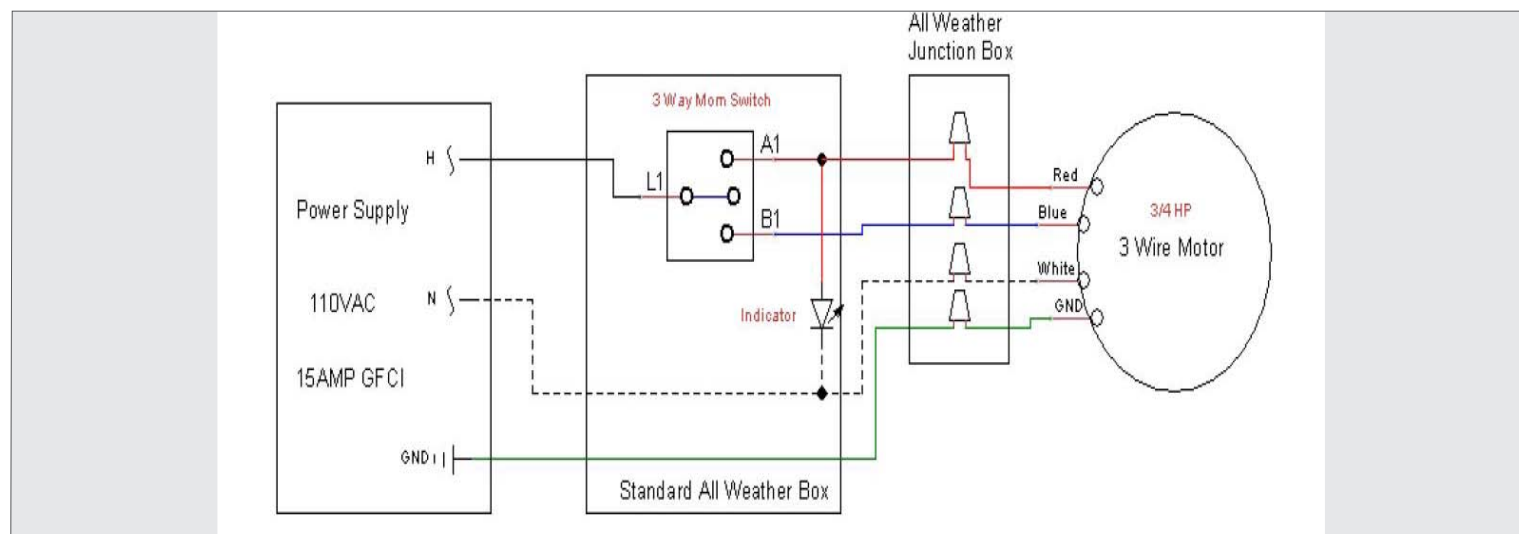 All Weather
Junction Box
3 Way Mom Switch
H
A1
L1
B1
Power Supply
Red
Blue
3/4 HP
3 Wire Motor
White
GND
110VAC
N
Indicator
15AMP GFCI
GND
Standard All Weather Box